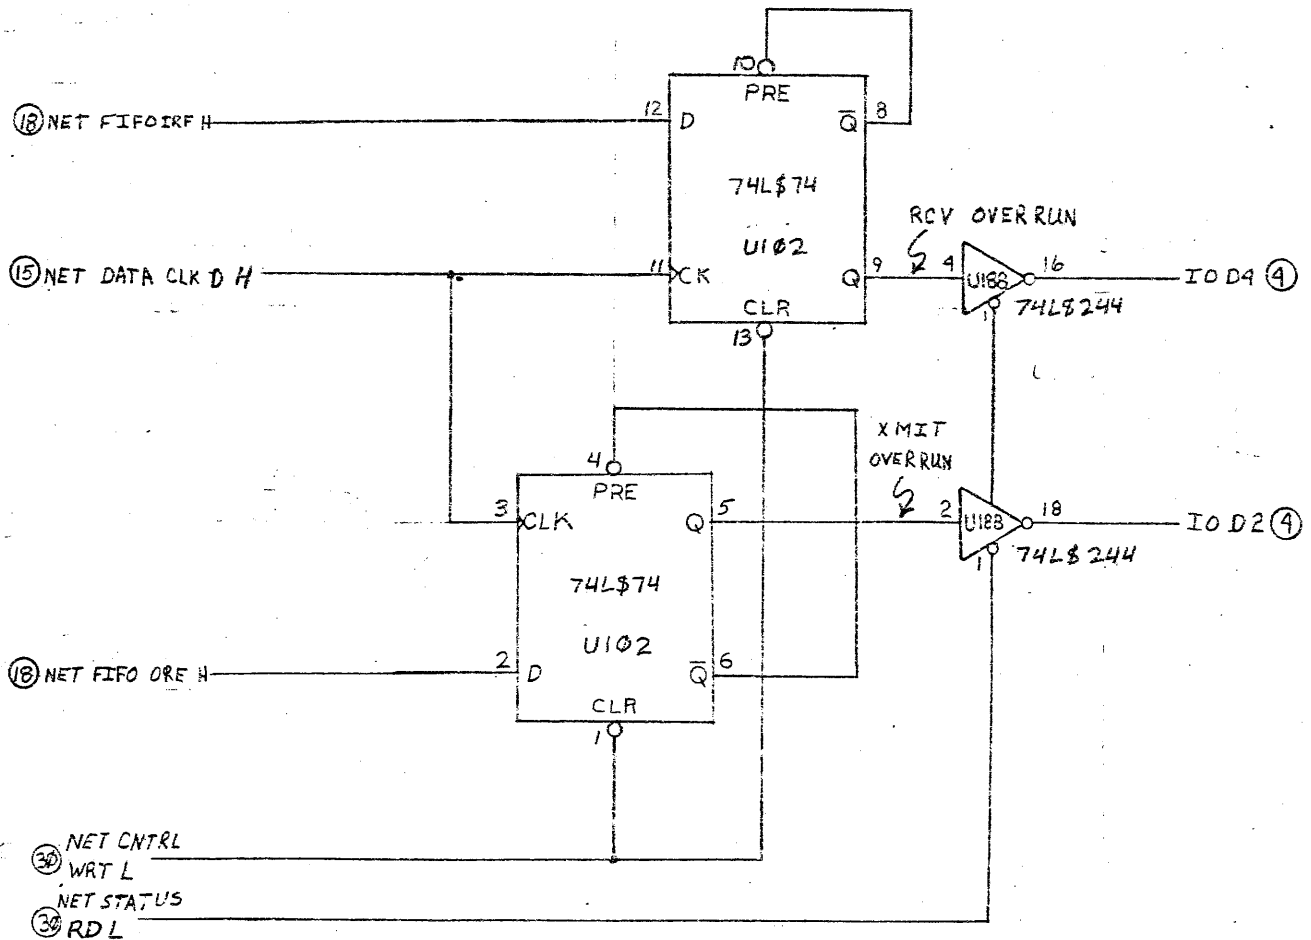 10
PRE
18 NET FIFOIRF H
12 D
Q 8
74LS74
RCV OVERRUN
U102
15 NET DATA CLK D H
11 CK
Q 9
4 U188 16
IO D4 4
CLR
1
74LS244
13
XMIT
OVERRUN
4
PRE
3 CLK
Q 5
2 U188 18
IO D2 4
1
74LS244
74LS74
U102
18 NET FIFO ORE H
2 D
Q 6
CLR
1
NET CNTRL
30 WRT L
NET STATUS
30 RD L